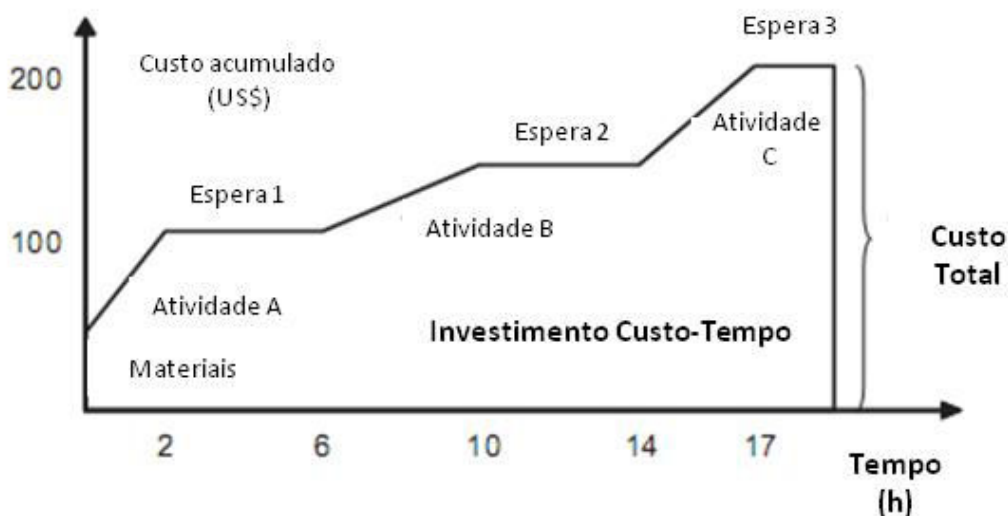 Espera 3
200
Custo acumulado
(US$)
Espera 2
Atividade
C
Espera 1
100
Atividade B
Custo
Total
Atividade A
Investimento Custo-Tempo
Materiais
2 6 10 14 17
Tempo
(h)